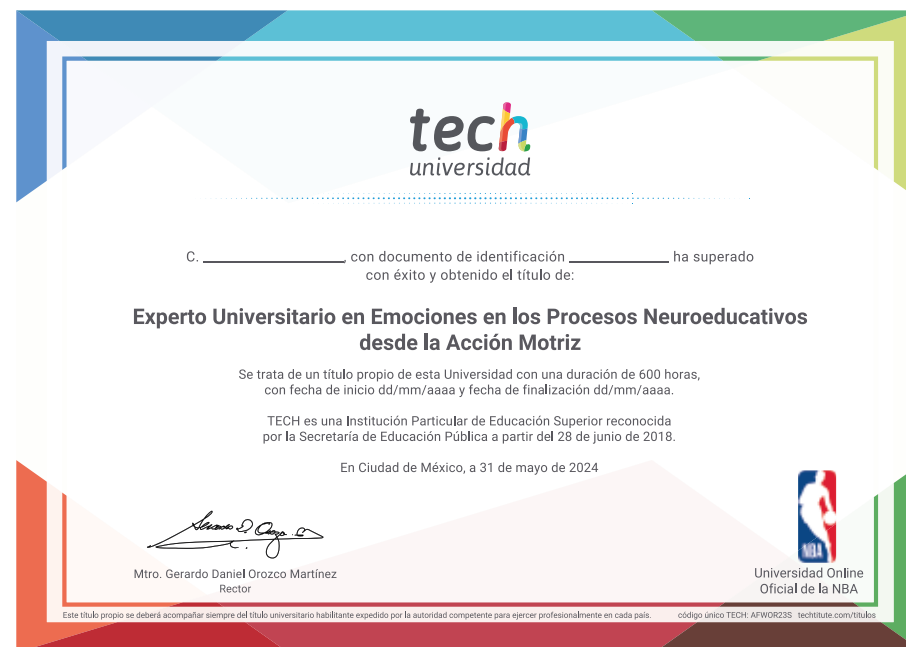 tech
universidad
C. ____________, con documento de identificación ____________ ha superado
con éxito y obtenido el título de:
Experto Universitario en Emociones en los Procesos Neuroeducativos
desde la Acción Motriz
Se trata de un título propio de esta Universidad con una duración de 600 horas,
con fecha de inicio dd/mm/aaaa y fecha de finalización dd/mm/aaaa.
TECH es una Institución Particular de Educación Superior reconocida
por la Secretaría de Educación Pública a partir del 28 de junio de 2018.
En Ciudad de México, a 31 de mayo de 2024
Mtro. Gerardo Daniel Orozco Martínez
Rector
NBA
Universidad Online
Oficial de la NBA
Este título propio se deberá acompañar siempre del título universitario habilitante expedido por la autoridad competente para ejercer profesionalmente en cada país.
código único TECH: AFWOR23S techtitute.com/titulos